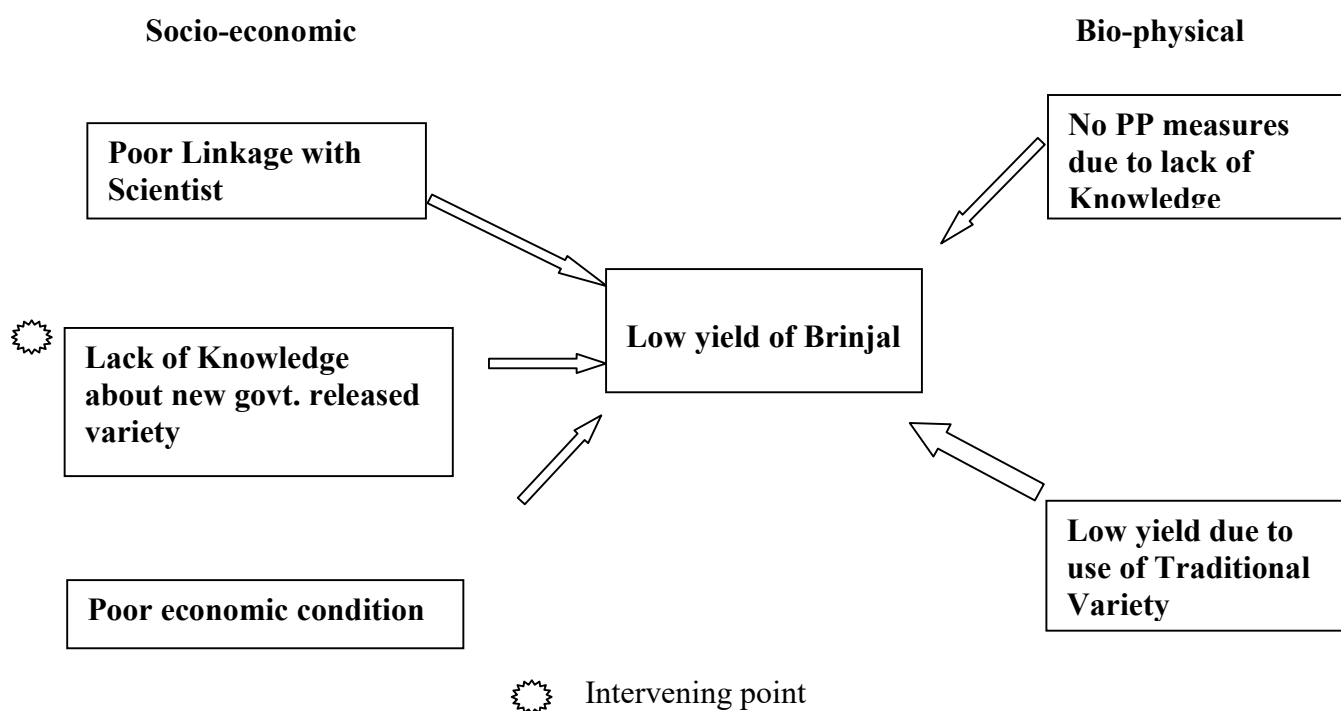 Socio-economic
Bio-physical
Poor Linkage with
Scientist
No PP measures
due to lack of
Knowledge
Low yield of Brinjal
Lack of Knowledge
about new govt. released
variety
Low yield due to
use of Traditional
Variety
Poor economic condition
Intervening point